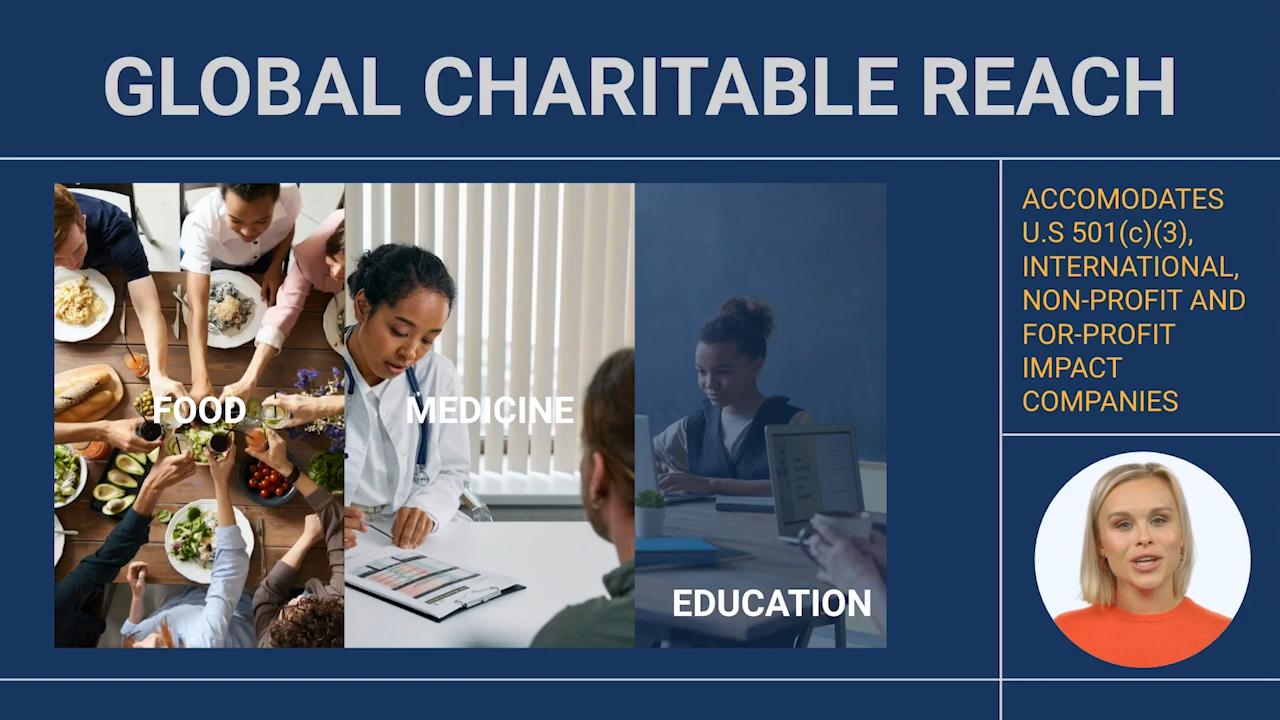 GLOBAL CHARITABLE REACH
FOOD
MEDICINE
EDUCATION
ACCOMODATES
U.S 501(c)(3),
INTERNATIONAL,
NON-PROFIT AND
FOR-PROFIT
IMPACT
COMPANIES